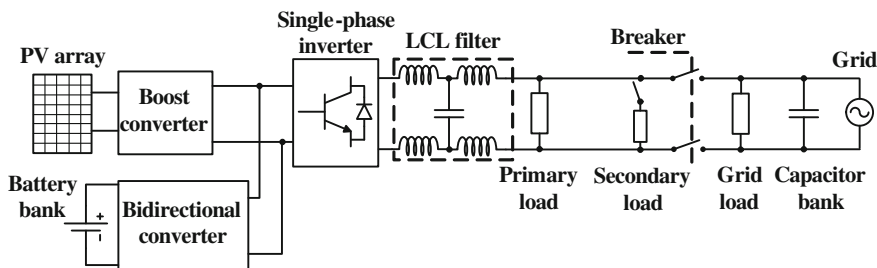 Single-phase
inverter
LCL filter
Breaker
PV array
Grid
Boost
converter
Battery
bank
+
Bidirectional
converter
Primary
load
Secondary
load
Grid
load
Capacitor
bank